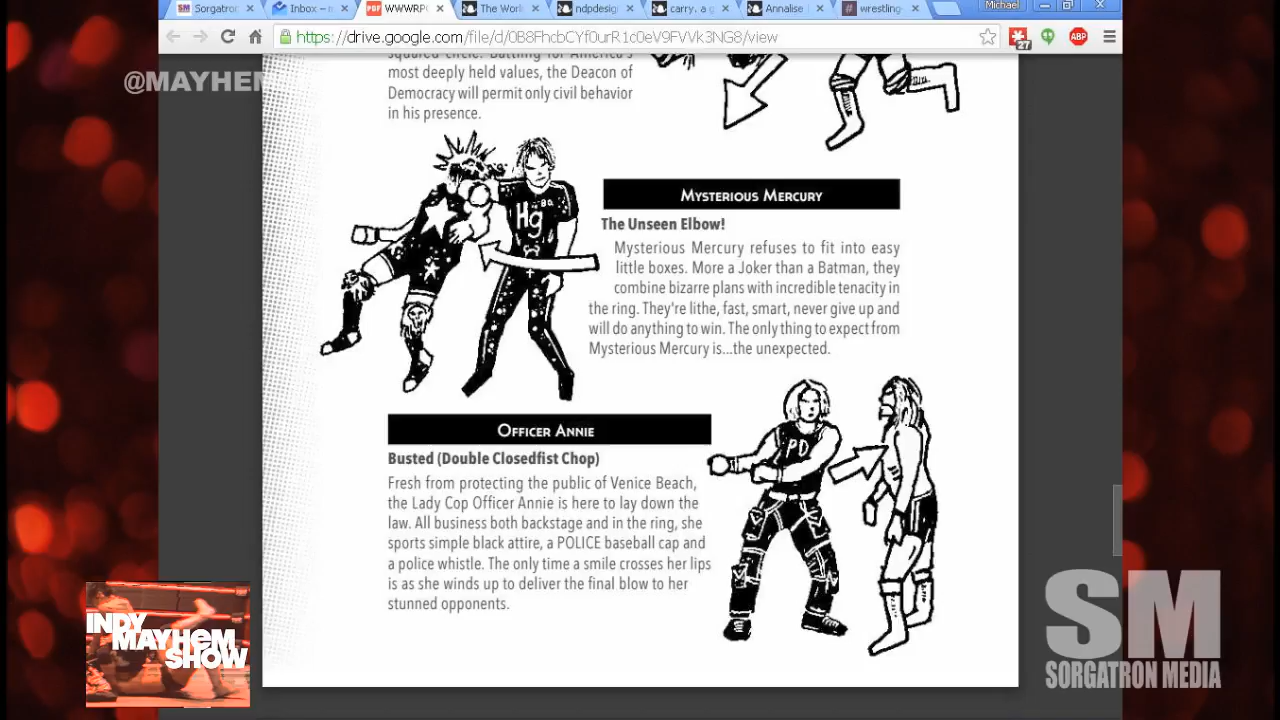 Sorgatron
Inbox –
WWWRP
The World
ndpdesign
carry. a g
Annalise
wrestling-
Michael
https://drive.google.com/file/d/0B8FhcbCYf0urR1c0eV9FVVk3NG8/view
27
ABP
@MAYHEM
squared circle. Battling for America's
most deeply held values, the Deacon of
Democracy will permit only civil behavior
in his presence.
Hg
80
Mysterious Mercury
The Unseen Elbow!
Mysterious Mercury refuses to fit into easy
little boxes. More a Joker than a Batman, they
combine bizarre plans with incredible tenacity in
the ring. They're lithe, fast, smart, never give up and
will do anything to win. The only thing to expect from
Mysterious Mercury is...the unexpected.
Officer Annie
Busted (Double Closedfist Chop)
Fresh from protecting the public of Venice Beach,
the Lady Cop Officer Annie is here to lay down the
law. All business both backstage and in the ring, she
sports simple black attire, a POLICE baseball cap and
a police whistle. The only time a smile crosses her lips
is as she winds up to deliver the final blow to her
stunned opponents.
PD
INDY
MAYHEM
SHOW
SM
SORGATRON MEDIA